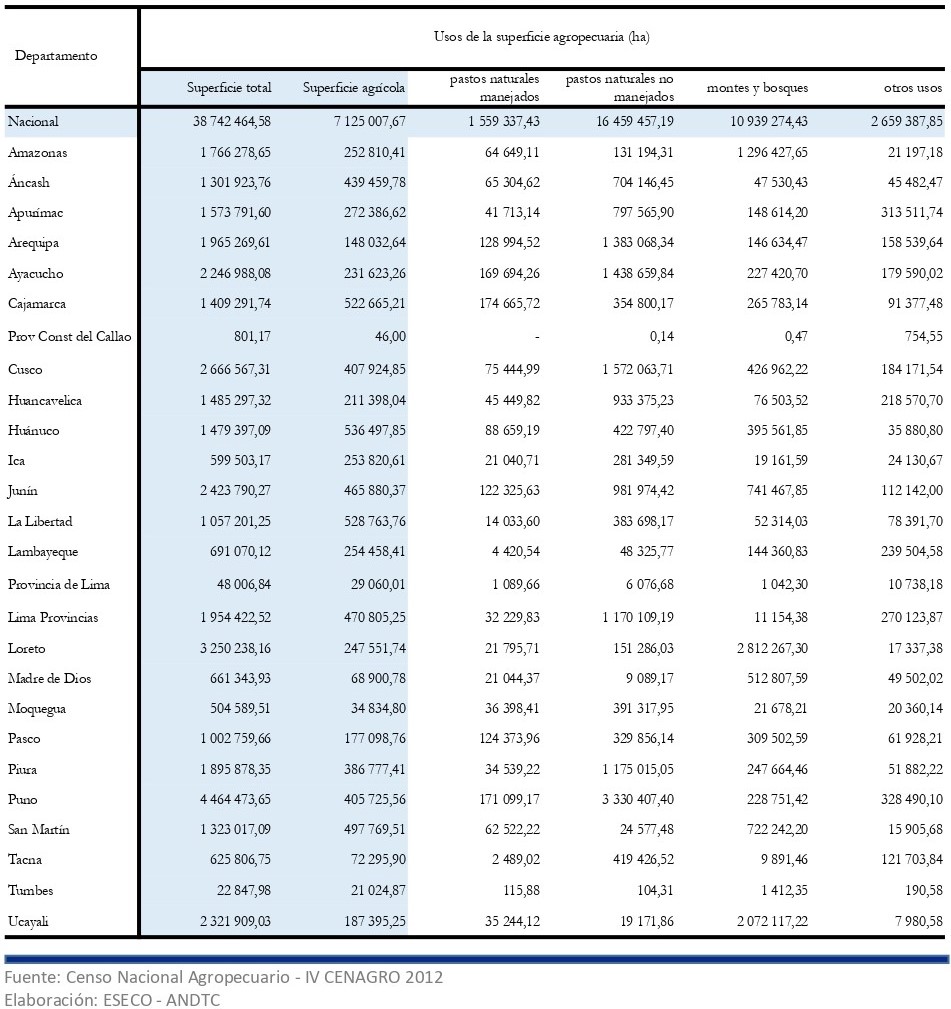 Departamento
Usos de la superficie agropecuaria (ha)
Superficie total Superficie agrícola pastos naturales manejados pastos naturales no manejados montes y bosques otros usos
Nacional 38 742 464,58 7 125 007,67 1 559 337,43 16 459 457,19 10 939 274,43 2 659 387,85
Amazonas 1 766 278,65 252 810,41 64 649,11 131 194,31 1 296 427,65 21 197,18
Áncash 1 301 923,76 439 459,78 65 304,62 704 146,45 47 530,43 45 482,47
Apurímac 1 573 791,60 272 386,62 41 713,14 797 565,90 148 614,20 313 511,74
Arequipa 1 965 269,61 148 032,64 128 994,52 1 383 068,34 146 634,47 158 539,64
Ayacucho 2 246 988,08 231 623,26 169 694,26 1 438 659,84 227 420,70 179 590,02
Cajamarca 1 409 291,74 522 665,21 174 665,72 354 800,17 265 783,14 91 377,48
Prov Const del Callao 801,17 46,00 - 0,14 0,47 754,55
Cusco 2 666 567,31 407 924,85 75 444,99 1 572 063,71 426 962,22 184 171,54
Huancavelica 1 485 297,32 211 398,04 45 449,82 933 375,23 76 503,52 218 570,70
Huánuco 1 479 397,09 536 497,85 88 659,19 422 797,40 395 561,85 35 880,80
Ica 599 503,17 253 820,61 21 040,71 281 349,59 19 161,59 24 130,67
Junín 2 423 790,27 465 880,37 122 325,63 981 974,42 741 467,85 112 142,00
La Libertad 1 057 201,25 528 763,76 14 033,60 383 698,17 52 314,03 78 391,70
Lambayeque 691 070,12 254 458,41 4 420,54 48 325,77 144 360,83 239 504,58
Provincia de Lima 48 006,84 29 060,01 1 089,66 6 076,68 1 042,30 10 738,18
Lima Provincias 1 954 422,52 470 805,25 32 229,83 1 170 109,19 11 154,38 270 123,87
Loreto 3 250 238,16 247 551,74 21 795,71 151 286,03 2 812 267,30 17 337,38
Madre de Dios 661 343,93 68 900,78 21 044,37 9 089,17 512 807,59 49 502,02
Moquegua 504 589,51 34 834,80 36 398,41 391 317,95 21 678,21 20 360,14
Pasco 1 002 759,66 177 098,76 124 373,96 329 856,14 309 502,59 61 928,21
Piura 1 895 878,35 386 777,41 34 539,22 1 175 015,05 247 664,46 51 882,22
Puno 4 464 473,65 405 725,56 171 099,17 3 330 407,40 228 751,42 328 490,10
San Martín 1 323 017,09 497 769,51 62 522,22 24 577,48 722 242,20 15 905,68
Tacna 625 806,75 72 295,90 2 489,02 419 426,52 9 891,46 121 703,84
Tumbes 22 847,98 21 024,87 115,88 104,31 1 412,35 190,58
Ucayali 2 321 909,03 187 395,25 35 244,12 19 171,86 2 072 117,22 7 980,58
Fuente: Censo Nacional Agropecuario - IV CENAGRO 2012
Elaboración: ESECO - ANDTC